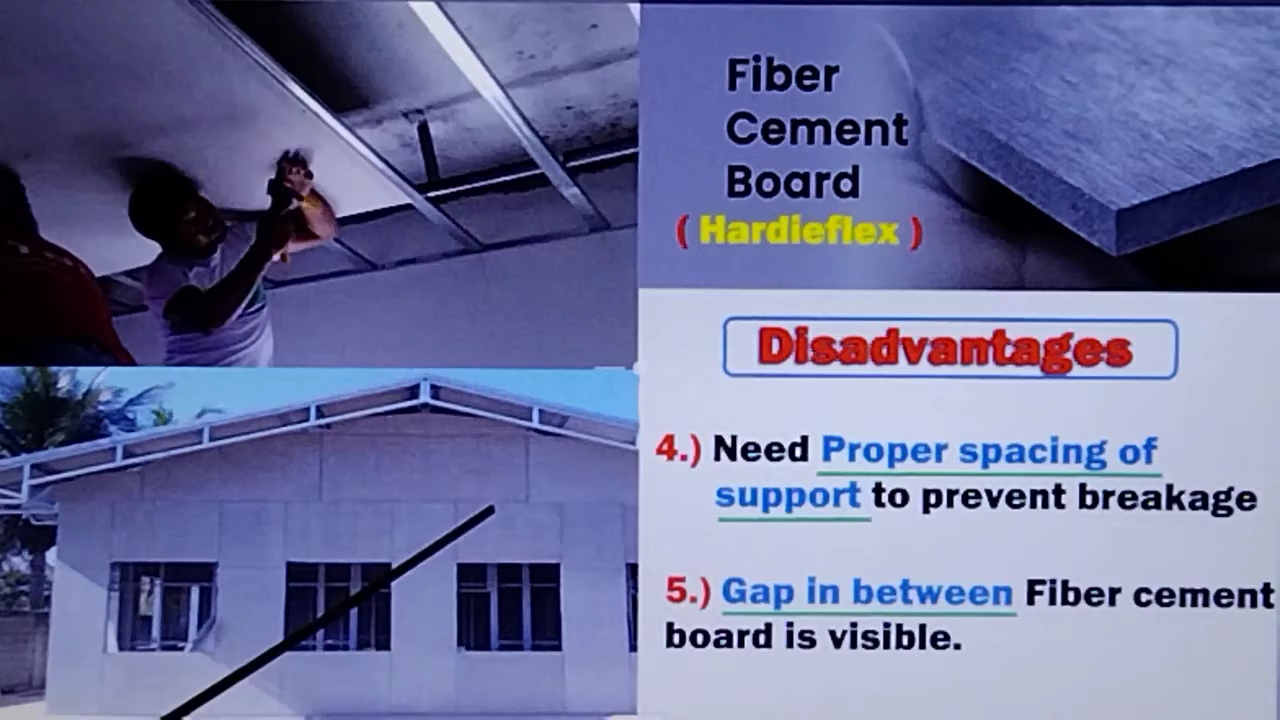 Fiber
Cement
Board
( Hardieflex )
Disadvantages
4.) Need Proper spacing of
support to prevent breakage
5.) Gap in between Fiber cement
board is visible.